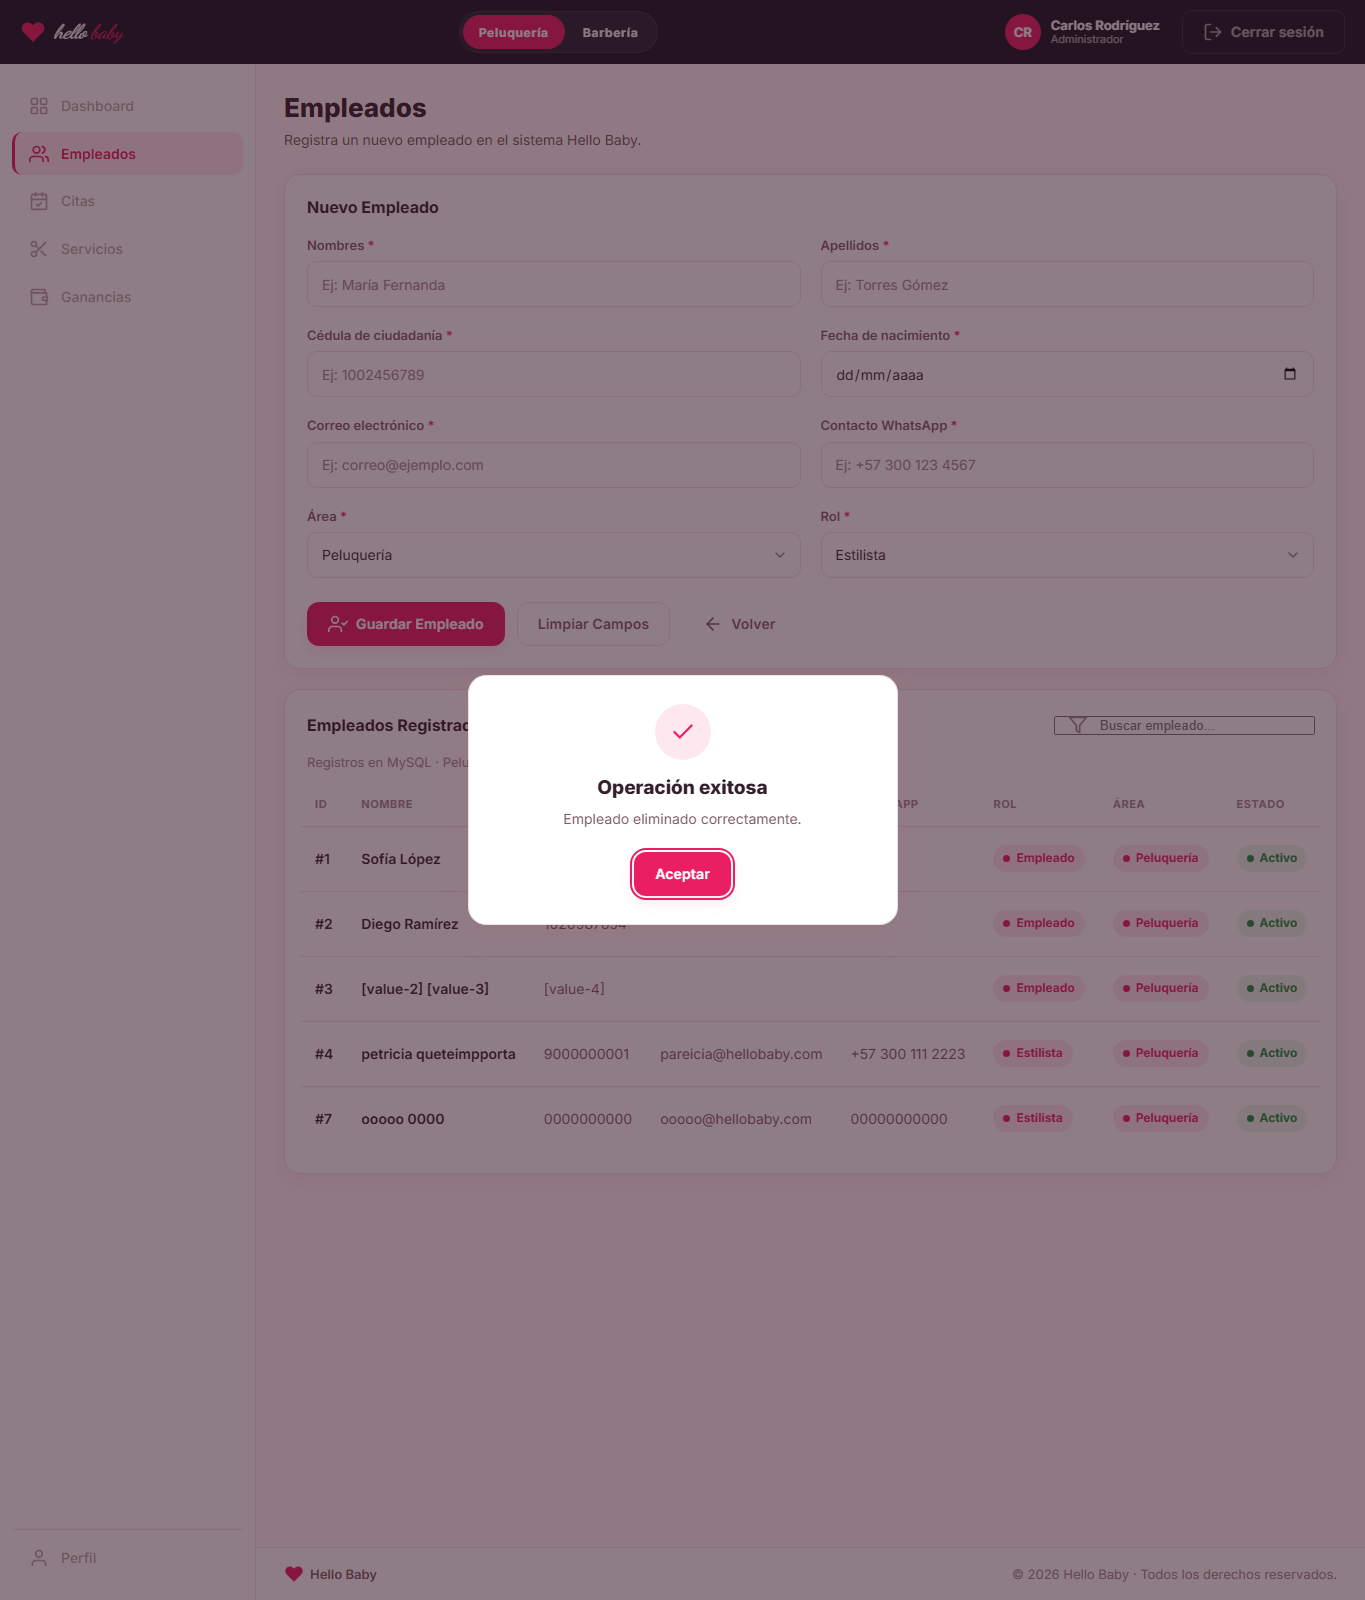 hello baby
Peluquería
Barbería
CR
Carlos Rodríguez
Administrador
Cerrar sesión
Dashboard
Empleados
Citas
Servicios
Ganancias
Perfil
Empleados
Registra un nuevo empleado en el sistema Hello Baby.
Nuevo Empleado
Nombres *
Apellidos *
Ej: María Fernanda
Ej: Torres Gómez
Cédula de ciudadanía *
Fecha de nacimiento *
Ej: 1002456789
dd/mm/aaaa
Correo electrónico *
Contacto WhatsApp *
Ej: correo@ejemplo.com
Ej: +57 300 123 4567
Área *
Rol *
Peluquería
Estilista
Guardar Empleado
Limpiar Campos
Volver
Empleados
Buscar empleado...
Registros en MySQL ·
ID NOMBRE ROL ÁREA ESTADO
#1 Sofía López Empleado Peluquería Activo
#2 Diego Ramírez Empleado Peluquería Activo
#3 [value-2] [value-3] [value-4] Empleado Peluquería Activo
#4 petricia queteimpporta 9000000001 pareicia@hellobaby.com +57 300 111 2223 Estilista Peluquería Activo
#7 ooooo 0000 0000000000 ooooo@hellobaby.com 00000000000 Estilista Peluquería Activo
Operación exitosa
Empleado eliminado correctamente.
Aceptar
Hello Baby
© 2026 Hello Baby · Todos los derechos reservados.